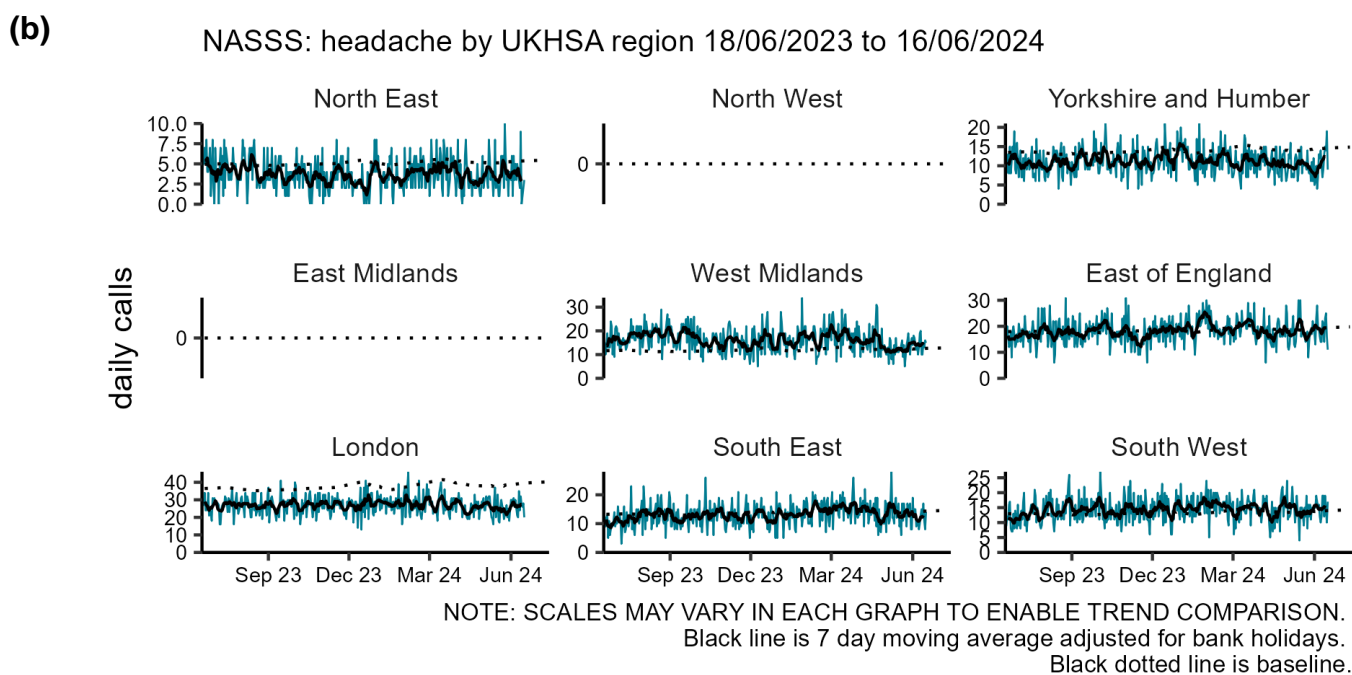 (b)
NASSS: headache by UKHSA region 18/06/2023 to 16/06/2024
North East
North West
Yorkshire and Humber
10.0
7.5
5.0
2.5
0.0
0
20
15
10
5
0
daily calls
East Midlands
West Midlands
East of England
0
30
20
10
0
30
20
10
0
London
South East
South West
40
30
20
10
0
20
10
0
25
20
15
10
5
0
Sep 23 Dec 23 Mar 24 Jun 24
Sep 23 Dec 23 Mar 24 Jun 24
Sep 23 Dec 23 Mar 24 Jun 24
NOTE: SCALES MAY VARY IN EACH GRAPH TO ENABLE TREND COMPARISON.
Black line is 7 day moving average adjusted for bank holidays.
Black dotted line is baseline.